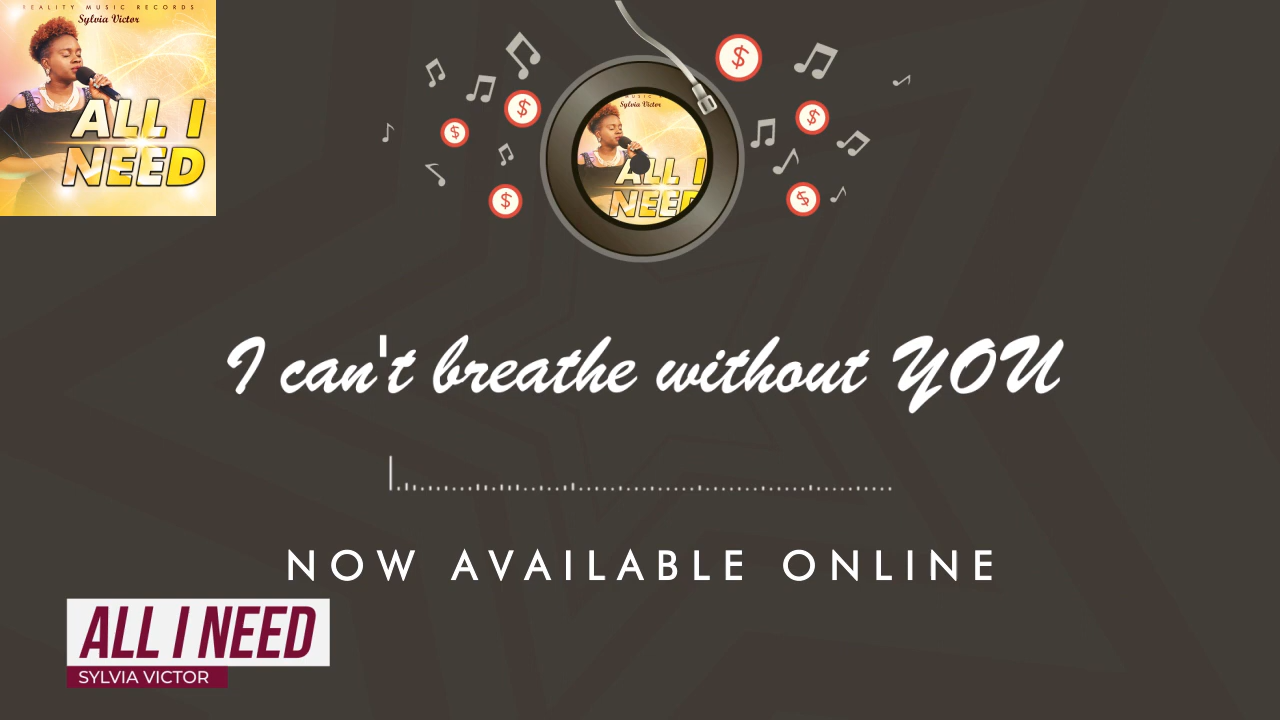 REALITY MUSIC RECORDS
Sylvia Victor
ALL I
NEED
Sylvia Victor
ALL I
NEED
$
$
$
$
$
$
I can't breathe without YOU
NOW AVAILABLE ONLINE
ALL I NEED
SYLVIA VICTOR